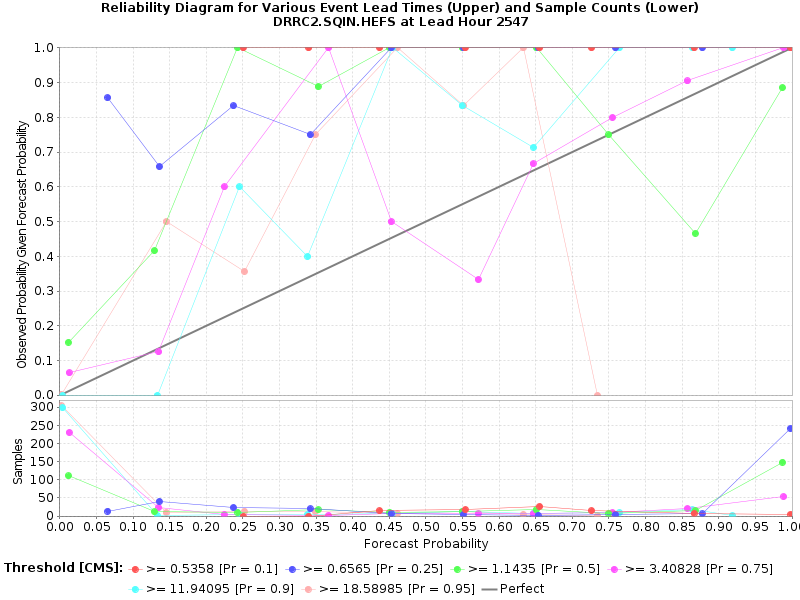 Reliability Diagram for Various Event Lead Times (Upper) and Sample Counts (Lower)
DRRC2.SQIN.HEFS at Lead Hour 2547
Observed Probability Given Forecast Probability
1.0
0.9
0.8
0.7
0.6
0.5
0.4
0.3
0.2
0.1
0.0
Samples
300
250
200
150
100
50
0
0.00 0.05 0.10 0.15 0.20 0.25 0.30 0.35 0.40 0.45 0.50 0.55 0.60 0.65 0.70 0.75 0.80 0.85 0.90 0.95 1.0
Forecast Probability
Threshold [CMS]: >= 0.5358 [Pr = 0.1] >= 0.6565 [Pr = 0.25] >= 1.1435 [Pr = 0.5] >= 3.40828 [Pr = 0.75]
>= 11.94095 [Pr = 0.9] >= 18.58985 [Pr = 0.95] Perfect